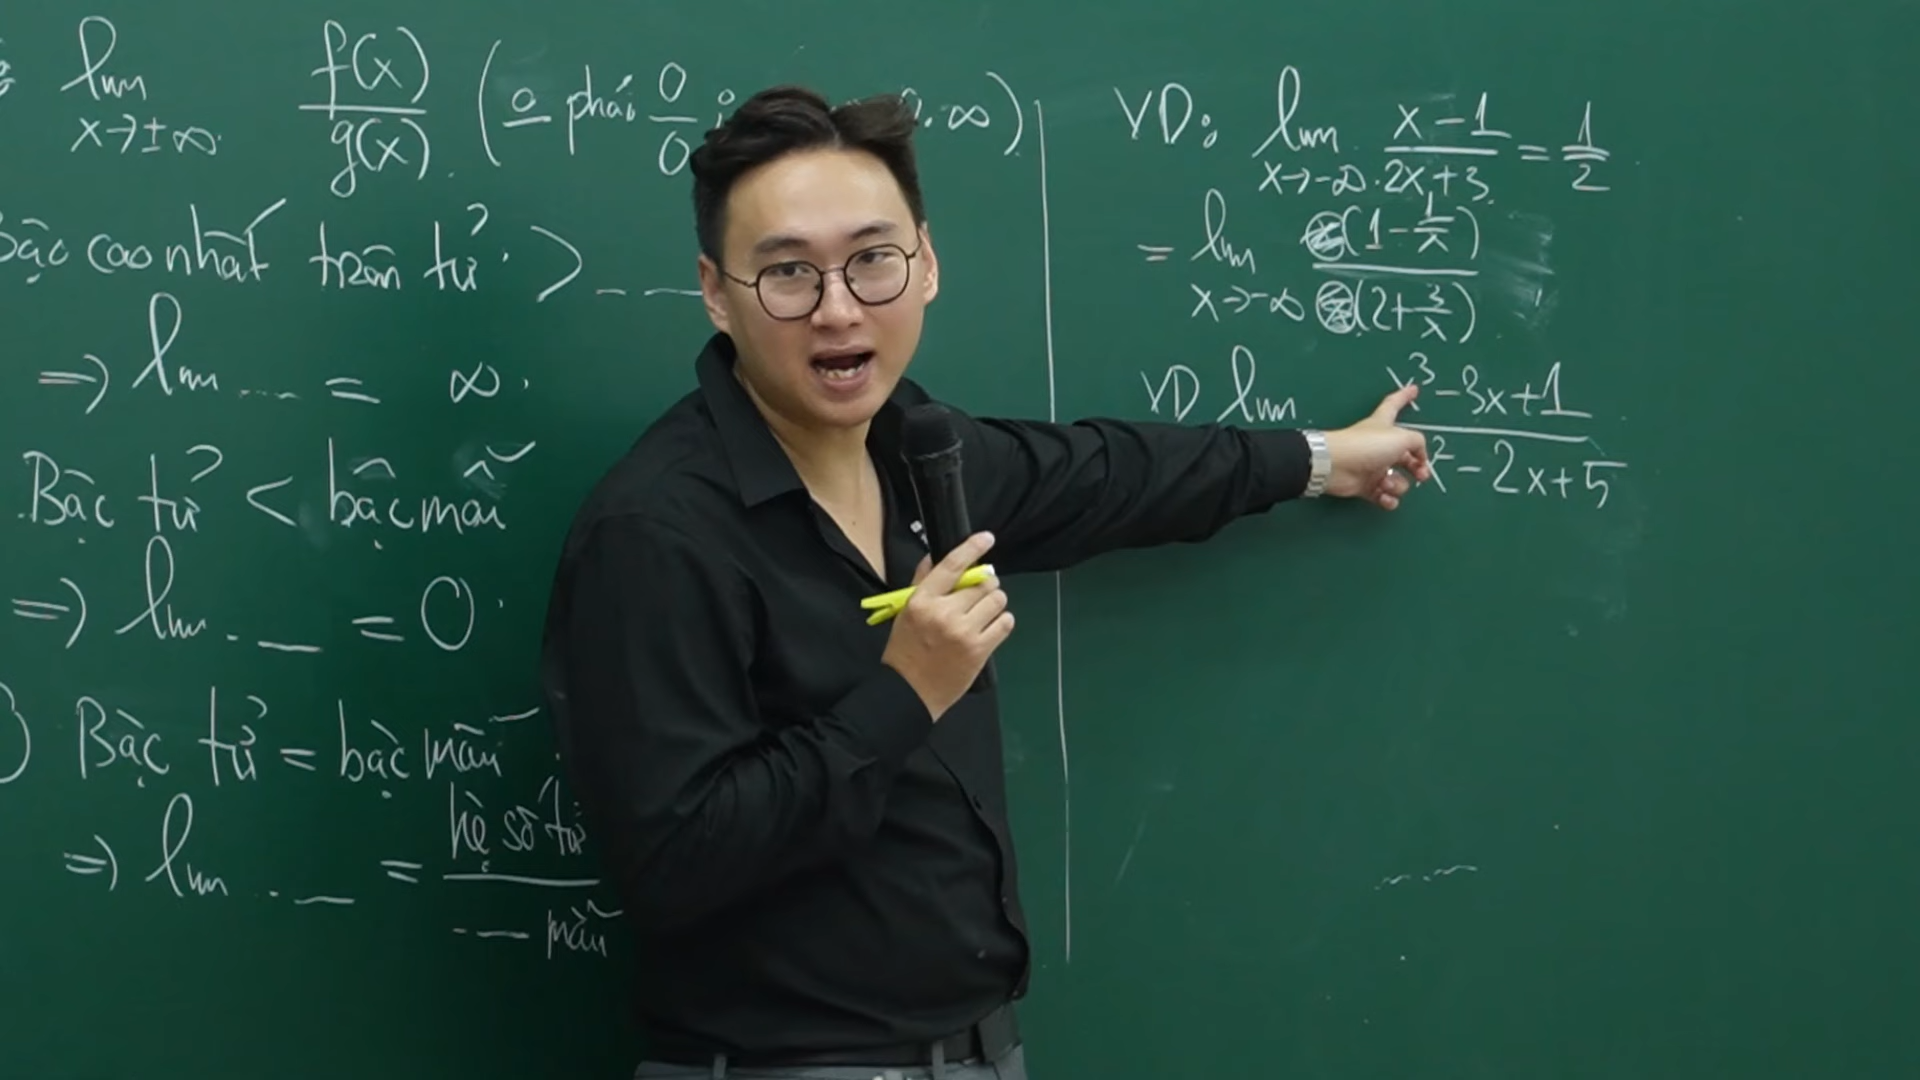 lim x→±∞ f(x)/g(x) (o phải 0/0 ; 0.∞)
Bậc cao nhất trên tử > ...
⇒ lim ... = ∞.
Bậc tử < bậc mẫu
⇒ lim ... = 0.
Bậc tử = bậc mẫu
⇒ lim ... = hệ số tử / ... mẫu
VD: lim x→-∞ (x-1)/(2x+3) = 1/2
= lim x→-∞ x(1-1/x) / x(2+3/x)
VD lim (x³-3x+1)/(x²-2x+5)